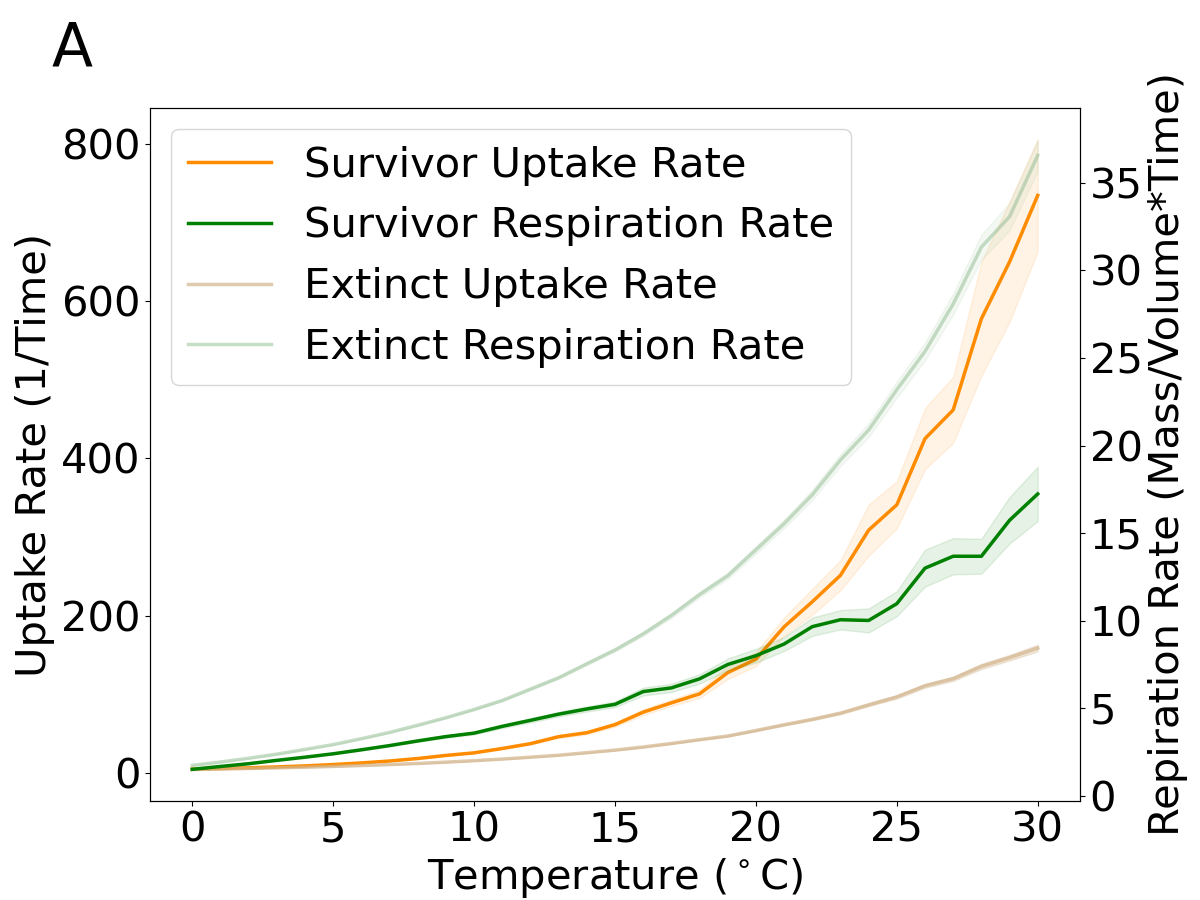 A
Uptake Rate (1/Time)
800
600
400
200
0
Survivor Uptake Rate
Survivor Respiration Rate
Extinct Uptake Rate
Extinct Respiration Rate
35
30
25
20
15
10
5
0
Repiration Rate (Mass/Volume*Time)
0 5 10 15 20 25 30
Temperature (°C)